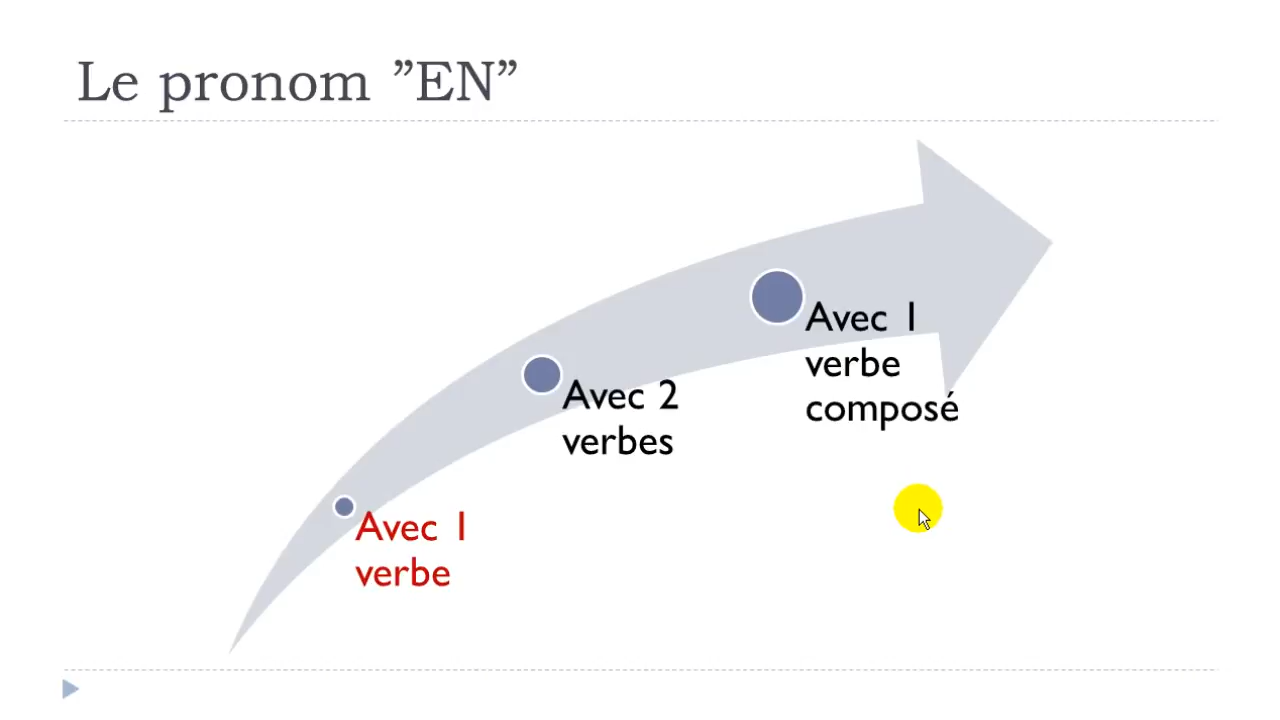 Le pronom ”EN”
Avec 1
verbe
Avec 2
verbes
Avec 1
verbe
composé